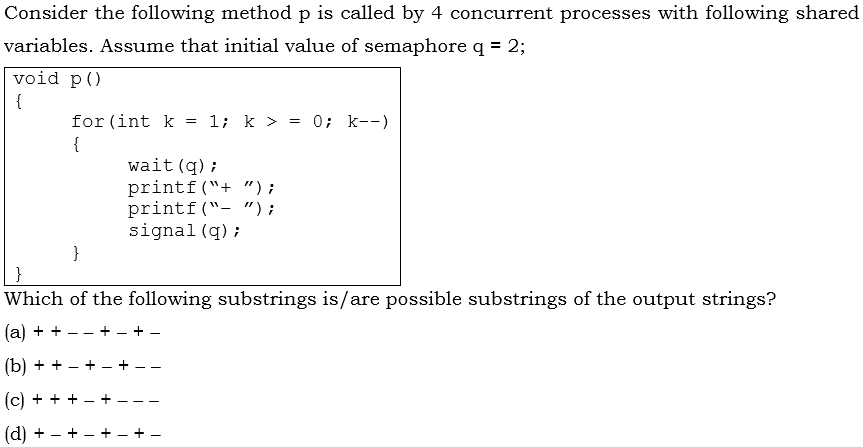 Consider the following method p is called by 4 concurrent processes with following shared
variables. Assume that initial value of semaphore q = 2;
void p()
{
for(int k = 1; k > = 0; k--)
{
wait(q);
printf(“+ ”);
printf(“– ”);
signal(q);
}
}
Which of the following substrings is/are possible substrings of the output strings?
(a) + + – – + – + –
(b) + + – + – + – –
(c) + + + – + – – –
(d) + – + – + – + –